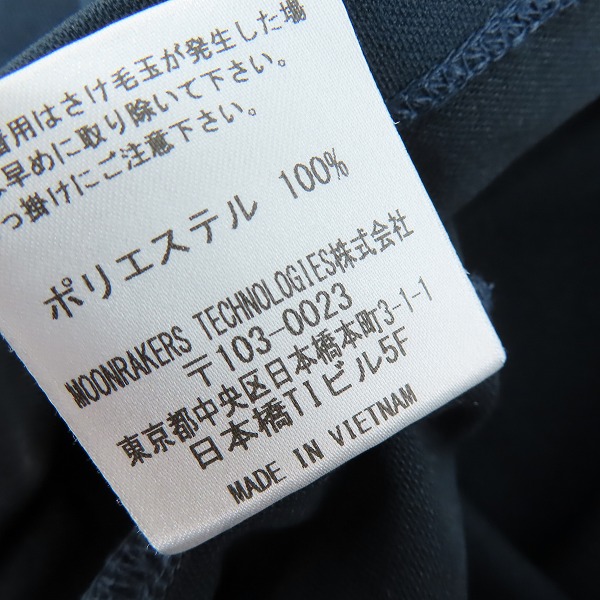 用はさけ毛玉が発生した場
早めに取り除いて下さい。
っ掛けにご注意下さい。
ポリエステル 100%
MOONRAKERS TECHNOLOGIES株式会社
〒103-0023
東京都中央区日本橋本町3-1-1
日本橋TIビル5F
MADE IN VIETNAM